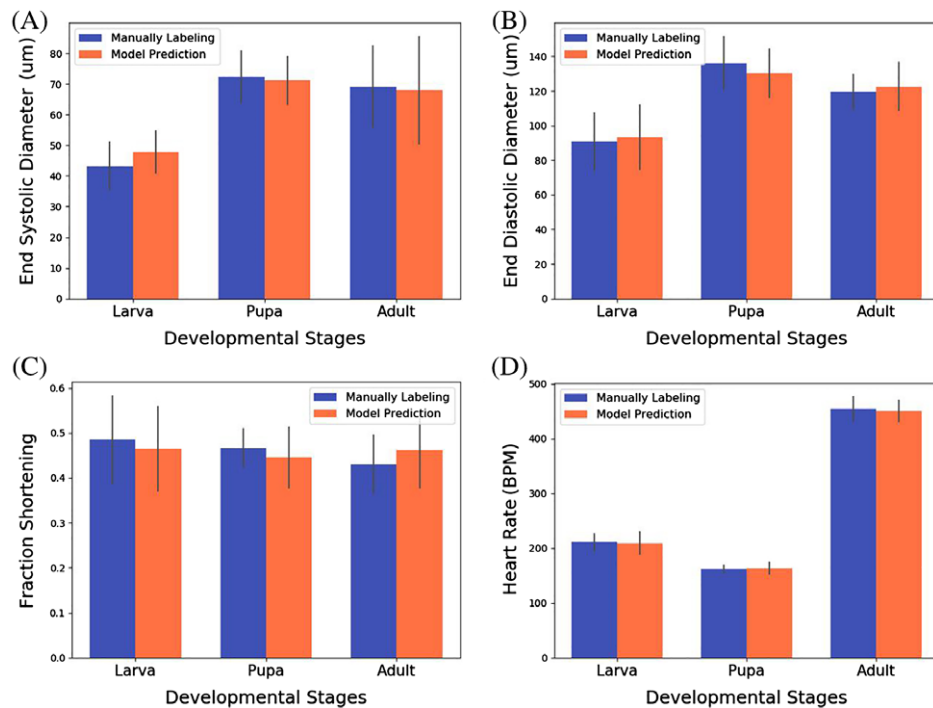 (A)
Manually Labeling
Model Prediction
End Systolic Diameter (um)
80
70
60
50
40
30
20
10
0
Larva Pupa Adult
Developmental Stages
(B)
Manually Labeling
Model Prediction
End Diastolic Diameter (um)
140
120
100
80
60
40
20
0
Larva Pupa Adult
Developmental Stages
(C)
Manually Labeling
Model Prediction
Fraction Shortening
0.6
0.5
0.4
0.3
0.2
0.1
0.0
Larva Pupa Adult
Developmental Stages
(D)
Manually Labeling
Model Prediction
Heart Rate (BPM)
500
400
300
200
100
0
Larva Pupa Adult
Developmental Stages